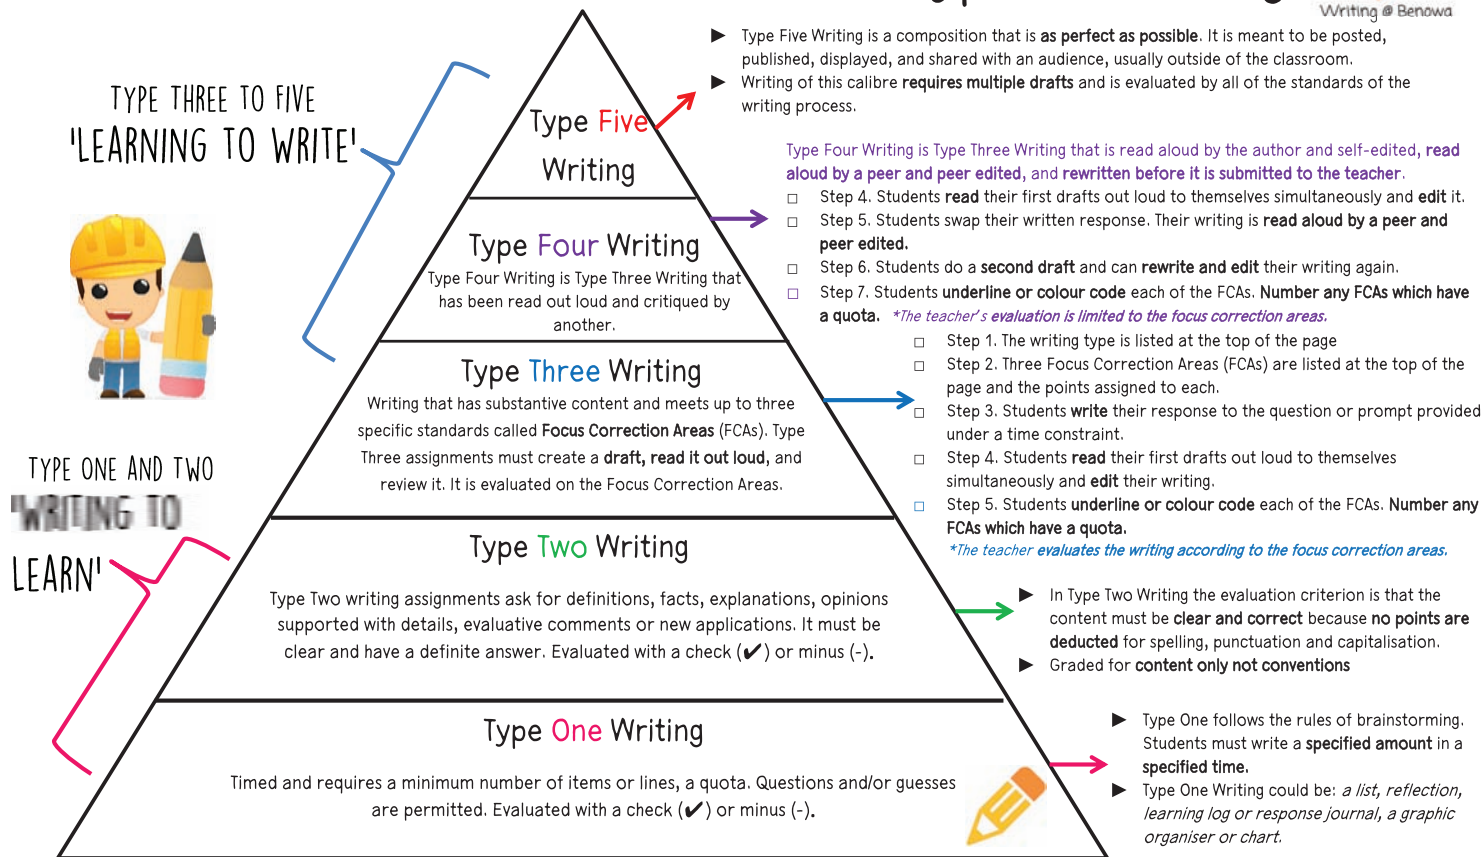 Writing @ Benowa
► Type Five Writing is a composition that is as perfect as possible. It is meant to be posted,
published, displayed, and shared with an audience, usually outside of the classroom.
► Writing of this calibre requires multiple drafts and is evaluated by all of the standards of the
writing process.
TYPE THREE TO FIVE
'LEARNING TO WRITE'
Type Five
Writing
Type Four Writing is Type Three Writing that is read aloud by the author and self-edited, read
aloud by a peer and peer edited, and rewritten before it is submitted to the teacher.
☐ Step 4. Students read their first drafts out loud to themselves simultaneously and edit it.
☐ Step 5. Students swap their written response. Their writing is read aloud by a peer and
peer edited.
☐ Step 6. Students do a second draft and can rewrite and edit their writing again.
☐ Step 7. Students underline or colour code each of the FCAs. Number any FCAs which have
a quota. *The teacher's evaluation is limited to the focus correction areas.
Type Four Writing
Type Four Writing is Type Three Writing that
has been read out loud and critiqued by
another.
☐ Step 1. The writing type is listed at the top of the page
☐ Step 2. Three Focus Correction Areas (FCAs) are listed at the top of the
page and the points assigned to each.
☐ Step 3. Students write their response to the question or prompt provided
under a time constraint.
☐ Step 4. Students read their first drafts out loud to themselves
simultaneously and edit their writing.
☐ Step 5. Students underline or colour code each of the FCAs. Number any
FCAs which have a quota.
*The teacher evaluates the writing according to the focus correction areas.
Type Three Writing
Writing that has substantive content and meets up to three
specific standards called Focus Correction Areas (FCAs). Type
Three assignments must create a draft, read it out loud, and
review it. It is evaluated on the Focus Correction Areas.
TYPE ONE AND TWO
'WRITING TO
LEARN'
Type Two Writing
Type Two writing assignments ask for definitions, facts, explanations, opinions
supported with details, evaluative comments or new applications. It must be
clear and have a definite answer. Evaluated with a check (✔) or minus (-).
► In Type Two Writing the evaluation criterion is that the
content must be clear and correct because no points are
deducted for spelling, punctuation and capitalisation.
► Graded for content only not conventions
Type One Writing
Timed and requires a minimum number of items or lines, a quota. Questions and/or guesses
are permitted. Evaluated with a check (✔) or minus (-).
► Type One follows the rules of brainstorming.
Students must write a specified amount in a
specified time.
► Type One Writing could be: a list, reflection,
learning log or response journal, a graphic
organiser or chart.